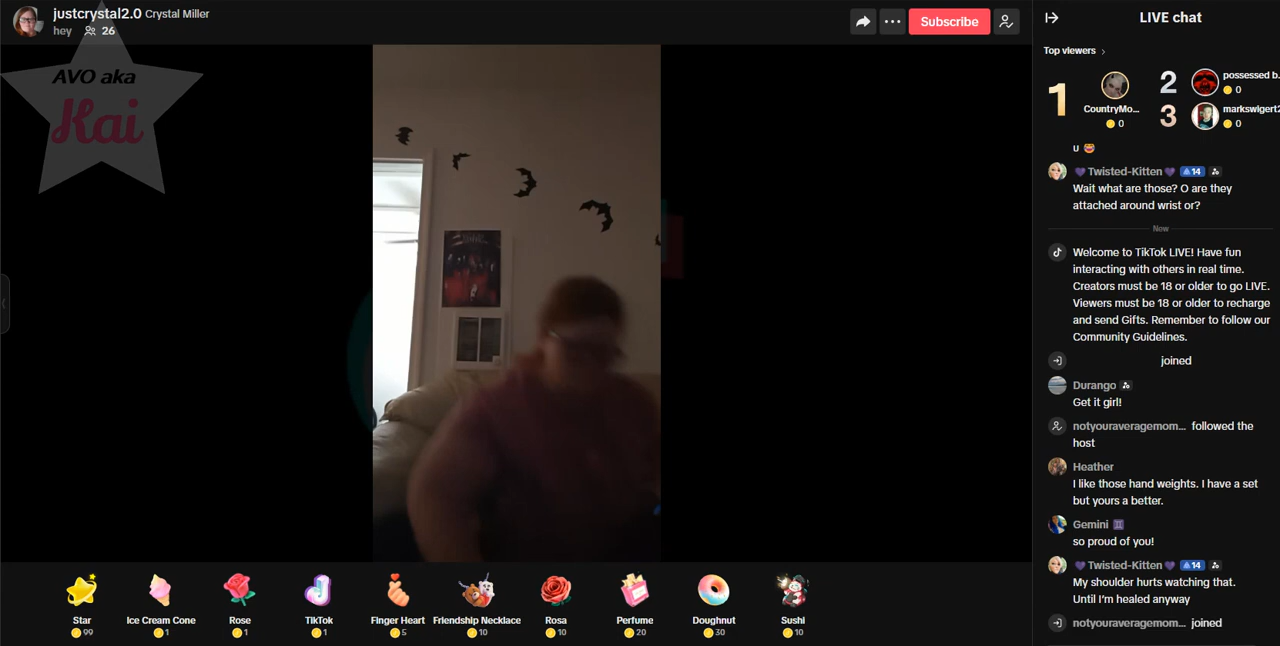 justcrystal2.0 Crystal Miller
hey 26
Subscribe
AVO aka
Kai
LIVE chat
Top viewers
1
CountryMo...
0
2
possessed b.
0
3
markswigert2
0
u
Twisted-Kitten
14
Wait what are those? O are they
attached around wrist or?
New
Welcome to TikTok LIVE! Have fun
interacting with others in real time.
Creators must be 18 or older to go LIVE.
Viewers must be 18 or older to recharge
and send Gifts. Remember to follow our
Community Guidelines.
joined
Durango
Get it girl!
notyouraveragemom... followed the
host
Heather
I like those hand weights. I have a set
but yours a better.
Gemini
so proud of you!
Twisted-Kitten
14
My shoulder hurts watching that.
Until I'm healed anyway
notyouraveragemom... joined
Star
99
Ice Cream Cone
1
Rose
1
TikTok
1
Finger Heart
5
Friendship Necklace
10
Rosa
10
Perfume
20
Doughnut
30
Sushi
10